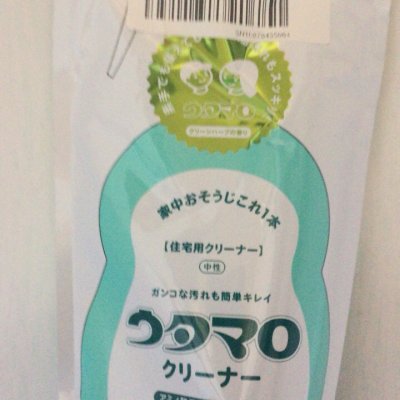 ウタマロ
グリーンハーブの香り
家中おそうじこれ1本
[住宅用クリーナー]
中性
ガンコな汚れも簡単キレイ
ウタマロ
クリーナー